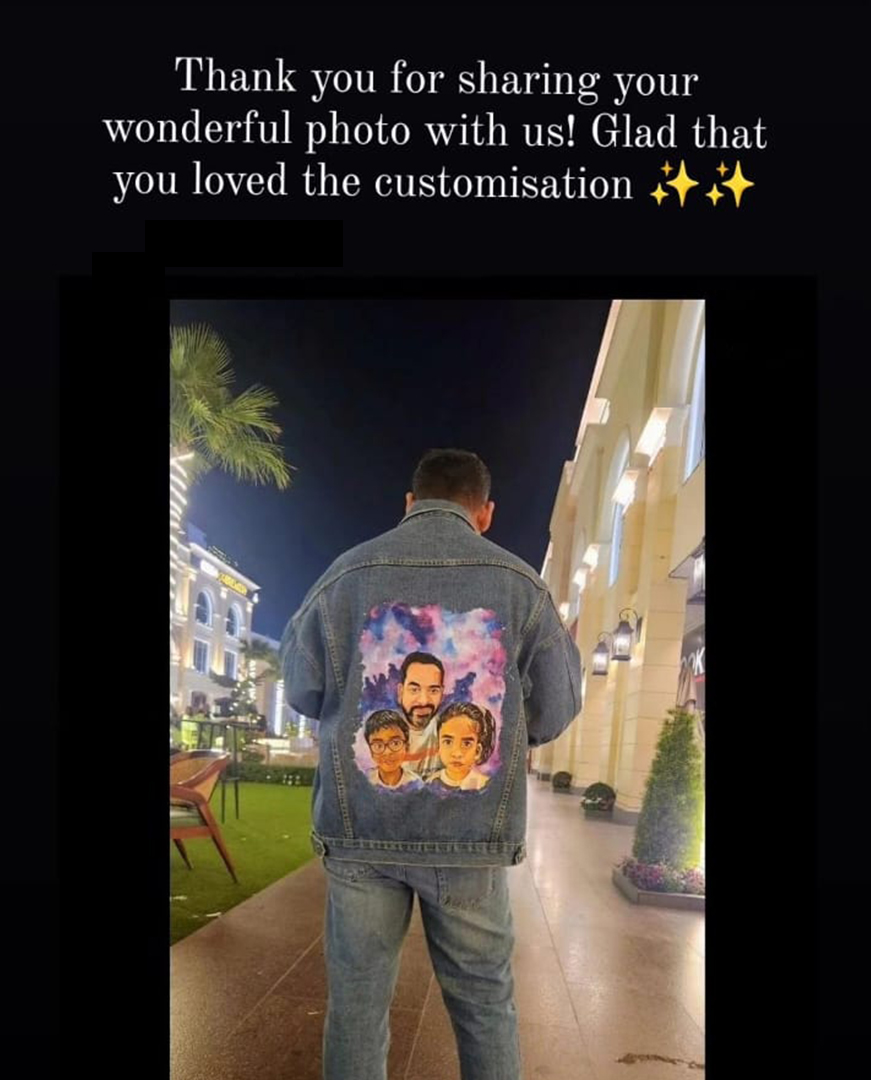 Thank you for sharing your
wonderful photo with us! Glad that
you loved the customisation ✨✨